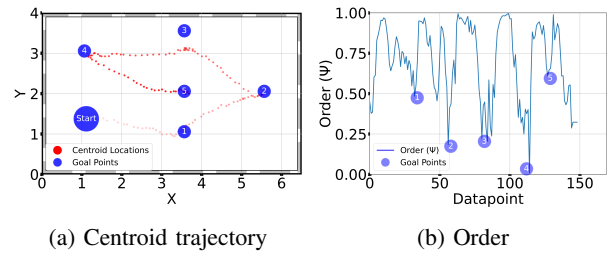 4
3
2
1
0
Y
0 1 2 3 4 5 6
X
Start
1
2
3
4
5
Centroid Locations
Goal Points
(a) Centroid trajectory
1.00
0.75
0.50
0.25
0.00
Order (Ψ)
0 50 100 150
Datapoint
1
2
3
4
5
Order (Ψ)
Goal Points
(b) Order